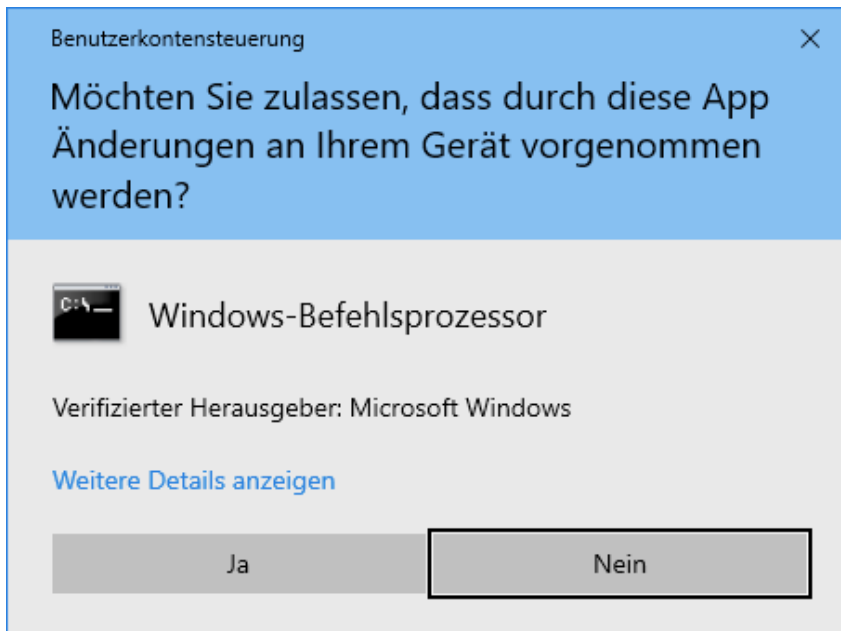 Benutzerkontensteuerung
Möchten Sie zulassen, dass durch diese App
Änderungen an Ihrem Gerät vorgenommen
werden?
C:\_
Windows-Befehlsprozessor
Verifizierter Herausgeber: Microsoft Windows
Weitere Details anzeigen
Ja
Nein